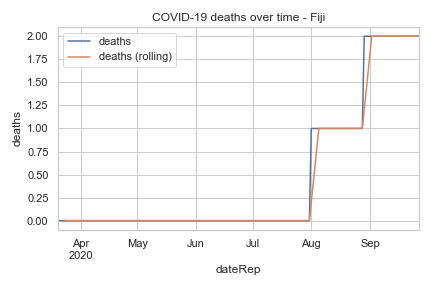 COVID-19 deaths over time - Fiji
deaths
deaths (rolling)
2.00
1.75
1.50
1.25
1.00
0.75
0.50
0.25
0.00
deaths
Apr
2020
May
Jun
Jul
Aug
Sep
dateRep